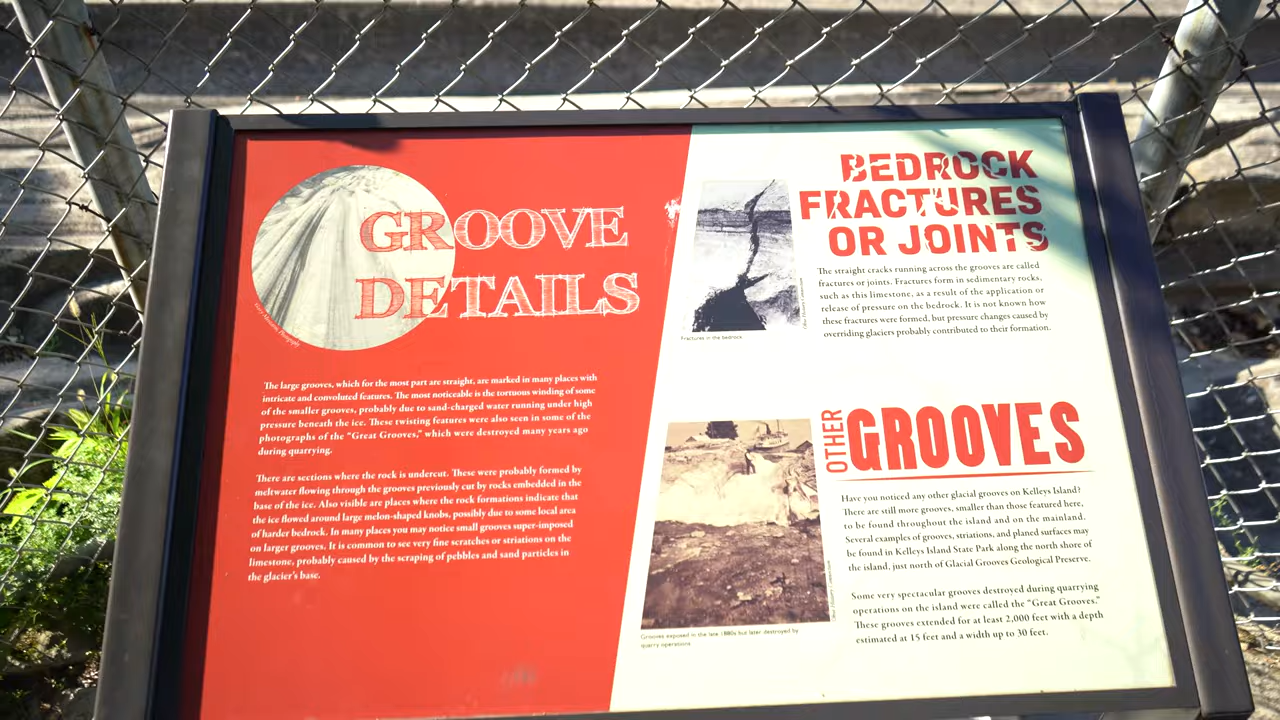 GROOVE
DETAILS
The large grooves, which for the most part are straight, are marked in many places with
intricate and convoluted features. The most noticeable is the tortuous winding of some
of the smaller grooves, probably due to sand-charged water running under high
pressure beneath the ice. These twisting features were also seen in some of the
photographs of the “Great Grooves,” which were destroyed many years ago
during quarrying.
There are sections where the rock is undercut. These were probably formed by
meltwater flowing through the grooves previously cut by rocks embedded in the
base of the ice. Also visible are places where the rock formations indicate that
the ice flowed around large melon-shaped knobs, possibly due to some local area
of harder bedrock. In many places you may notice small grooves super-imposed
on larger grooves. It is common to see very fine scratches or striations on the
limestone, probably caused by the scraping of pebbles and sand particles in
the glacier's base.
BEDROCK
FRACTURES
OR JOINTS
The straight cracks running across the grooves are called
fractures or joints. Fractures form in sedimentary rocks,
such as this limestone, as a result of the application or
release of pressure on the bedrock. It is not known how
these fractures were formed, but pressure changes caused by
overriding glaciers probably contributed to their formation.
Fractures in the bedrock
OTHER
GROOVES
Have you noticed any other glacial grooves on Kelleys Island?
There are still more grooves, smaller than those featured here,
to be found throughout the island and on the mainland.
Several examples of grooves, striations, and planed surfaces may
be found in Kelleys Island State Park along the north shore of
the island, just north of Glacial Grooves Geological Preserve.
Some very spectacular grooves destroyed during quarrying
operations on the island were called the “Great Grooves.”
These grooves extended for at least 2,000 feet with a depth
estimated at 15 feet and a width up to 30 feet.
Grooves exposed in the late 1880s but later destroyed by
quarry operations